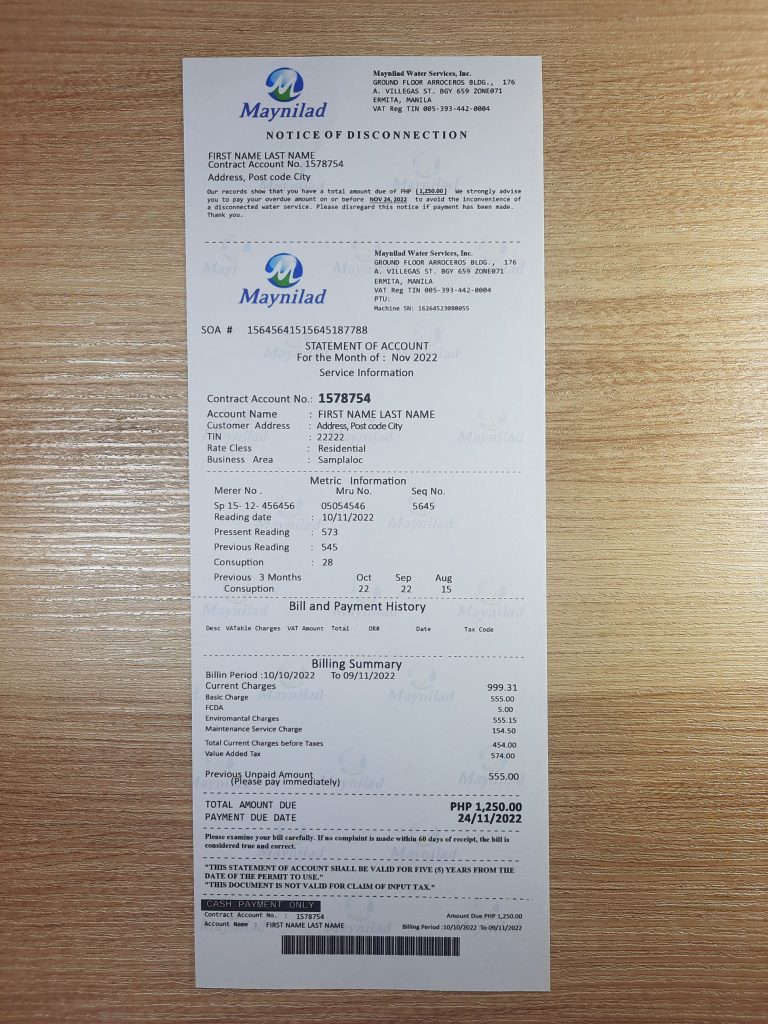 Maynilad
Maynilad Water Services, Inc.
GROUND FLOOR ARROCEROS BLDG., 176
A. VILLEGAS ST. BGY 659 ZONE071
ERMITA, MANILA
VAT Reg TIN 005-393-442-0004
NOTICE OF DISCONNECTION
FIRST NAME LAST NAME
Contract Account No. 1578754
Address, Post code City
Our records show that you have a total amount due of PHP (1,250.00) We strongly advise
you to pay your overdue amount on or before NOV 24, 2022 to avoid the inconvenience of
a disconnected water service. Please disregard this notice if payment has been made.
Thank you.
Maynilad
Maynilad Water Services, Inc.
GROUND FLOOR ARROCEROS BLDG., 176
A. VILLEGAS ST. BGY 659 ZONE071
ERMITA, MANILA
VAT Reg TIN 005-393-442-0004
PTU:
Machine SN: 16264523080055
SOA # 15645641515645187788
STATEMENT OF ACCOUNT
For the Month of : Nov 2022
Service Information
Contract Account No.: 1578754
Account Name : FIRST NAME LAST NAME
Customer Address : Address, Post code City
TIN : 22222
Rate Cless : Residential
Business Area : Samplaloc
Metric Information
Merer No . Mru No. Seq No.
Sp 15- 12- 456456 05054546 5645
Reading date : 10/11/2022
Pressent Reading : 573
Previous Reading : 545
Consuption : 28
Previous 3 Months Oct Sep Aug
Consuption 22 22 15
Bill and Payment History
Desc VATable Charges VAT Amount Total OR# Date Tax Code
Billing Summary
Billin Period :10/10/2022 To 09/11/2022
Current Charges 999.31
Basic Charge 555.00
FCDA 5.00
Enviromantal Charges 555.15
Maintenance Service Charge 154.50
Total Current Charges before Taxes 454.00
Value Added Tax 574.00
Previous Unpaid Amount 555.00
(Please pay immediately)
TOTAL AMOUNT DUE PHP 1,250.00
PAYMENT DUE DATE 24/11/2022
Please examine your bill carefully. If no complaint is made within 60 days of receipt, the bill is
considered true and correct.
"THIS STATEMENT OF ACCOUNT SHALL BE VALID FOR FIVE (5) YEARS FROM THE
DATE OF THE PERMIT TO USE."
"THIS DOCUMENT IS NOT VALID FOR CLAIM OF INPUT TAX."
CASH PAYMENT ONLY
Contract Account No. : 1578754 Amount Due PHP 1,250.00
Account Name : FIRST NAME LAST NAME Billing Period :10/10/2022 To 09/11/2022